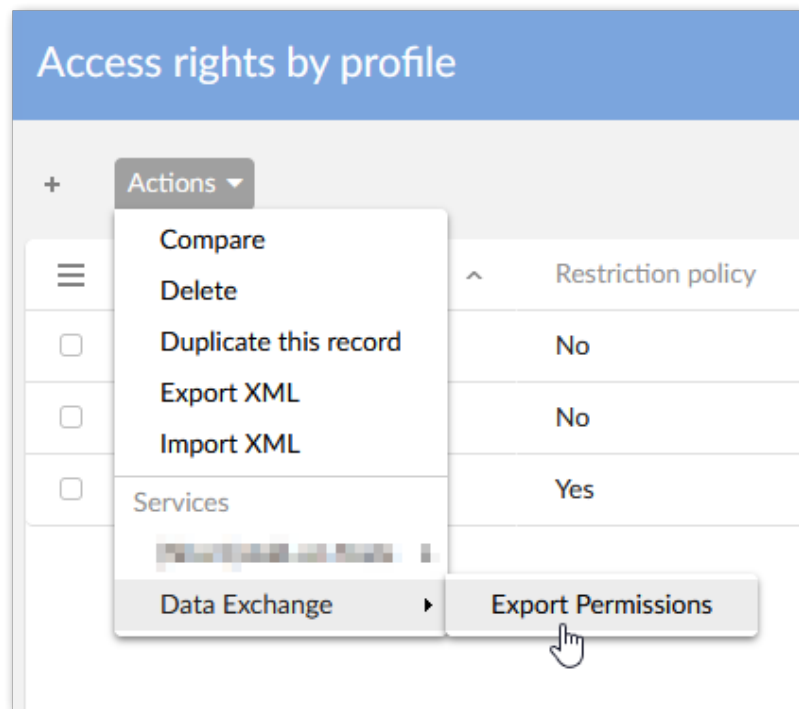 Access rights by profile
+
Actions
Compare
Delete
Restriction policy
Duplicate this record
No
Export XML
No
Import XML
Yes
Services
Data Exchange
Export Permissions